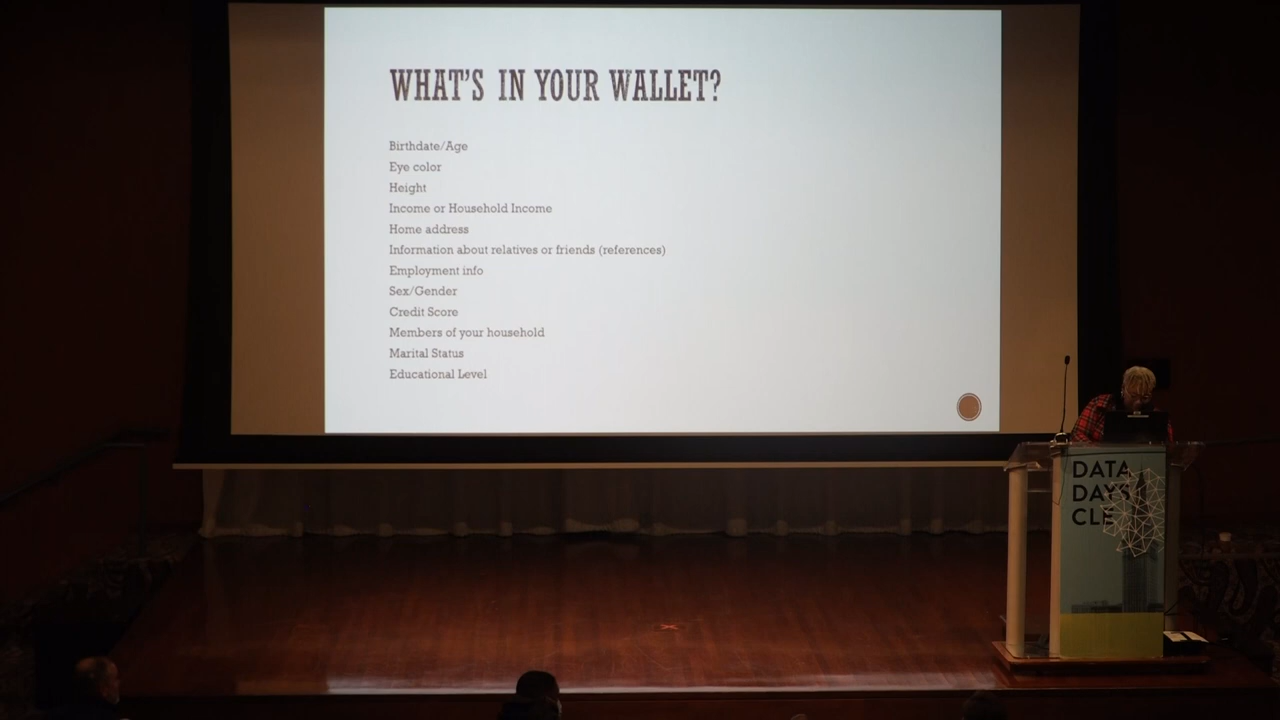 WHAT'S IN YOUR WALLET?
Birthdate/Age
Eye color
Height
Income or Household Income
Home address
Information about relatives or friends (references)
Employment info
Sex/Gender
Credit Score
Members of your household
Marital Status
Educational Level
DATA
DAYS
CLE